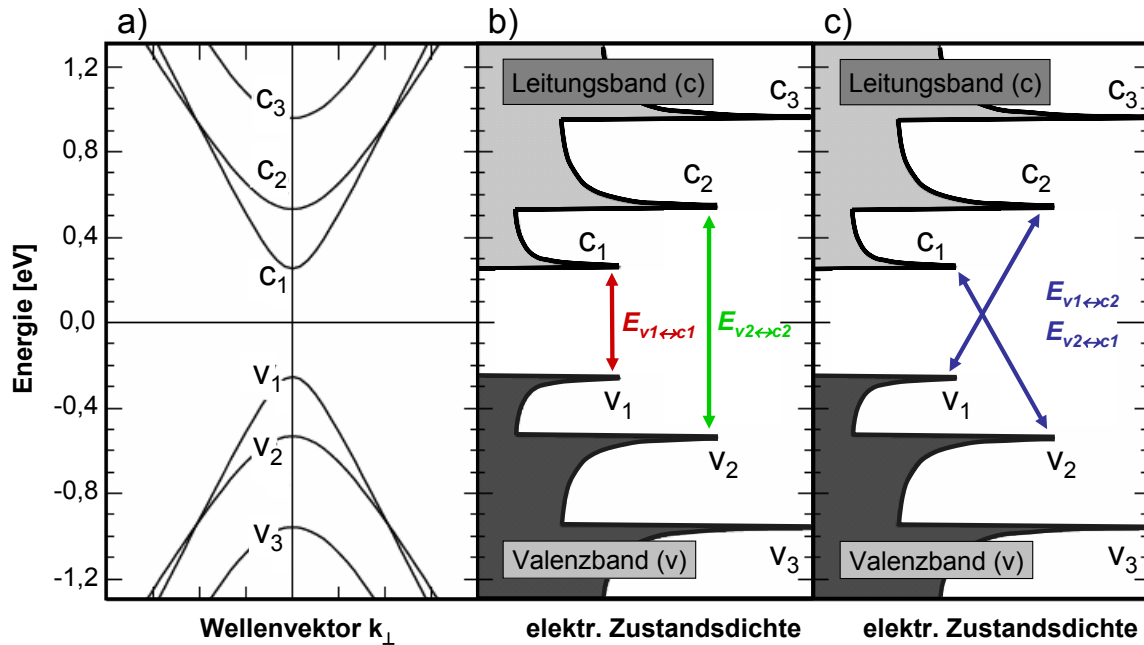 a)
b)
c)
Energie [eV]
1,2
0,8
0,4
0,0
-0,4
-0,8
-1,2
c3
c2
c1
v1
v2
v3
Wellenvektor k⊥
Leitungsband (c)
c3
c2
c1
Ev1↔c1
Ev2↔c2
v1
v2
Valenzband (v)
v3
elektr. Zustandsdichte
Leitungsband (c)
c3
c2
c1
Ev1↔c2
Ev2↔c1
v1
v2
Valenzband (v)
v3
elektr. Zustandsdichte